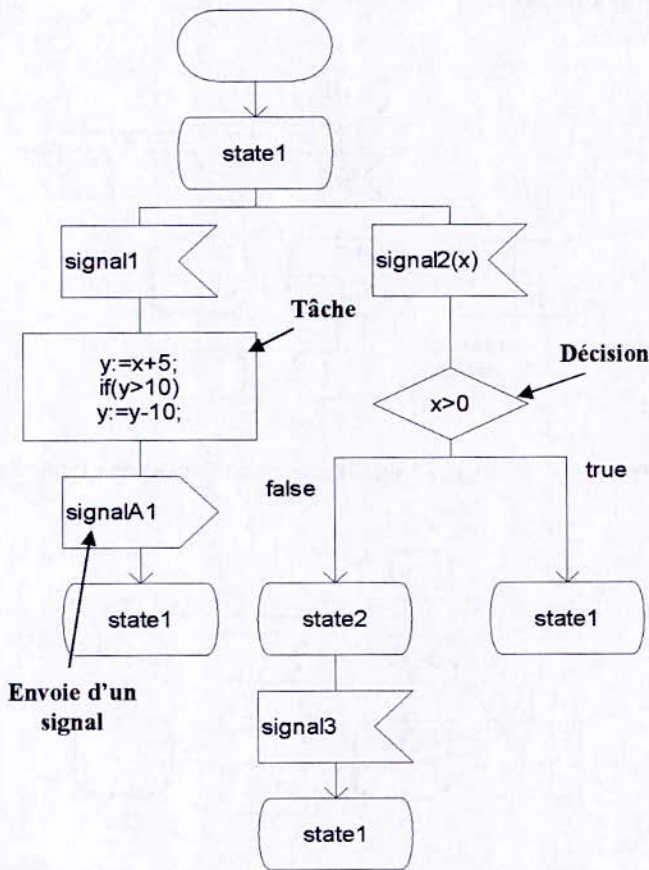 state1
signal1
signal2(x)
Tâche
y:=x+5;
if(y>10)
y:=y-10;
Décision
x>0
false
true
signalA1
state1
state2
state1
Envoie d'un
signal
signal3
state1